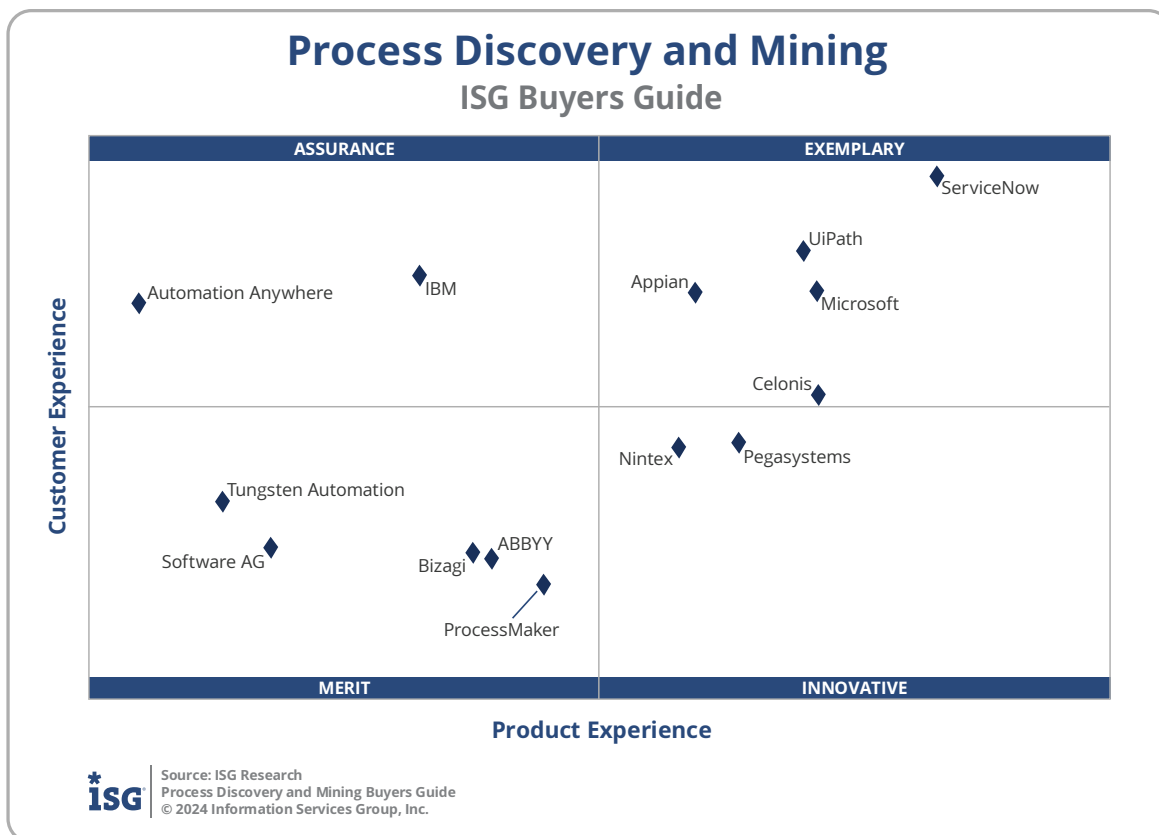 Process Discovery and Mining
ISG Buyers Guide
ASSURANCE
EXEMPLARY
ServiceNow
UiPath
Appian
Microsoft
Automation Anywhere
IBM
Celonis
Customer Experience
Nintex
Pegasystems
Tungsten Automation
Software AG
Bizagi
ABBYY
ProcessMaker
MERIT
INNOVATIVE
Product Experience
iSG
Source: ISG Research
Process Discovery and Mining Buyers Guide
© 2024 Information Services Group, Inc.